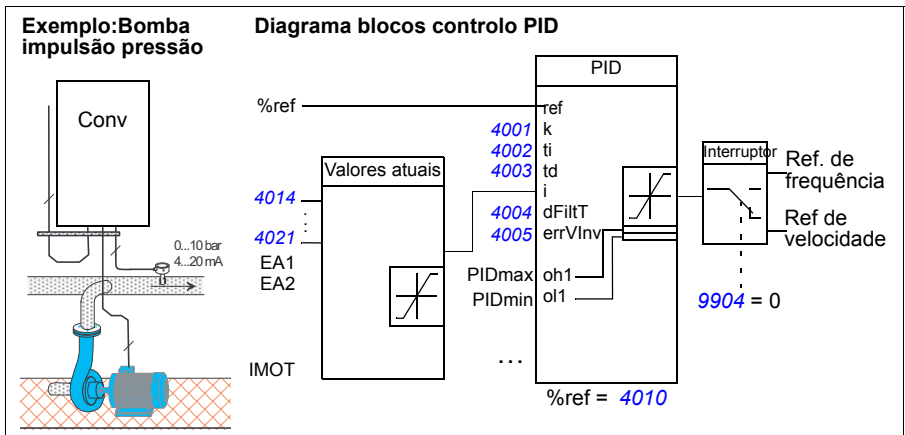 Exemplo:Bomba
impulsão pressão
Conv
0...10 bar
4...20 mA
Diagrama blocos controlo PID
%ref
4014
4021
EA1
EA2
IMOT
Valores atuais
4001
4002
4003
4004
4005
PIDmax
PIDmin
...
PID
ref
k
ti
td
i
dFiltT
errVInv
oh1
ol1
%ref = 4010
Interruptor
Ref. de
frequência
Ref de
velocidade
9904 = 0